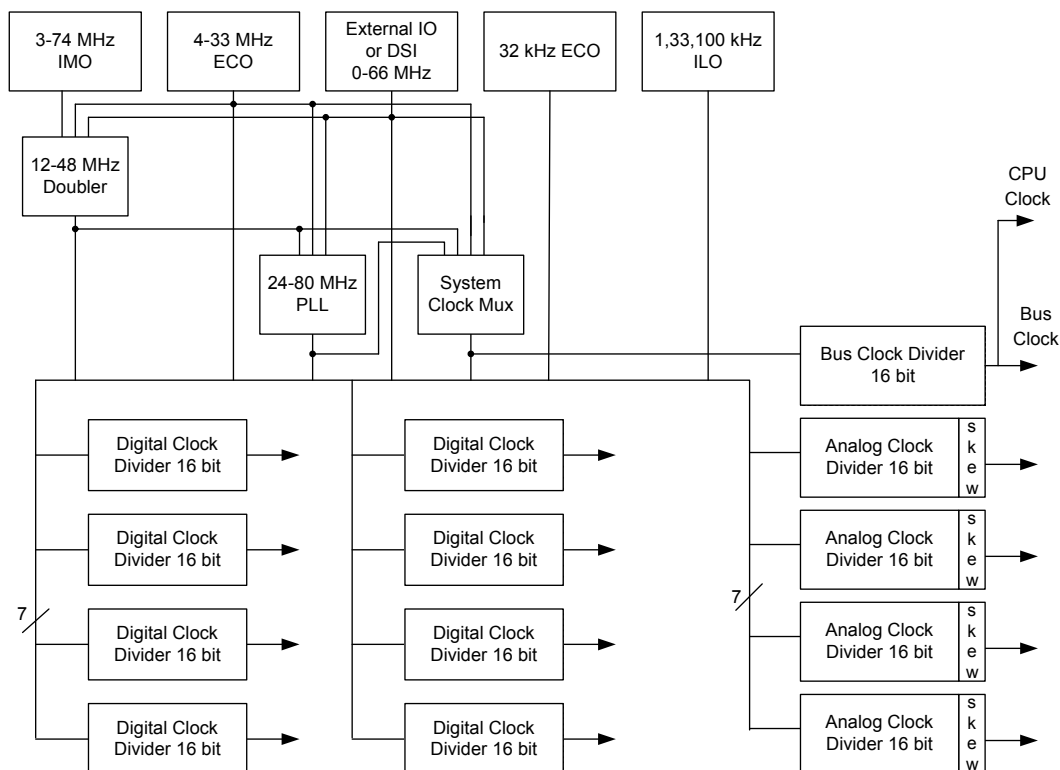 3-74 MHz
IMO
4-33 MHz
ECO
External IO
or DSI
0-66 MHz
32 kHz ECO
1,33,100 kHz
ILO
12-48 MHz
Doubler
CPU
Clock
24-80 MHz
PLL
System
Clock Mux
Bus
Clock
Bus Clock Divider
16 bit
Digital Clock
Divider 16 bit
Digital Clock
Divider 16 bit
Analog Clock
Divider 16 bit
s
k
e
w
Digital Clock
Divider 16 bit
Digital Clock
Divider 16 bit
Analog Clock
Divider 16 bit
s
k
e
w
7
7
Digital Clock
Divider 16 bit
Digital Clock
Divider 16 bit
Analog Clock
Divider 16 bit
s
k
e
w
Digital Clock
Divider 16 bit
Digital Clock
Divider 16 bit
Analog Clock
Divider 16 bit
s
k
e
w